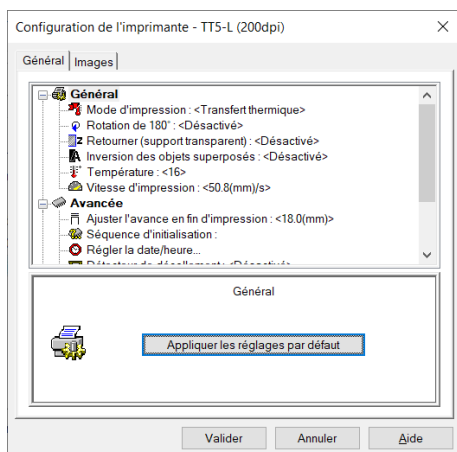 Configuration de l'imprimante - TT5-L (200dpi)
Général
Images
Général
Mode d'impression : <Transfert thermique>
Rotation de 180° : <Désactivé>
Retourner (support transparent) : <Désactivé>
Inversion des objets superposés : <Désactivé>
Température : <16>
Vitesse d'impression : <50.8(mm)/s>
Avancée
Ajuster l'avance en fin d'impression : <18.0(mm)>
Séquence d'initialisation :
Régler la date/heure...
Général
Appliquer les réglages par défaut
Valider
Annuler
Aide